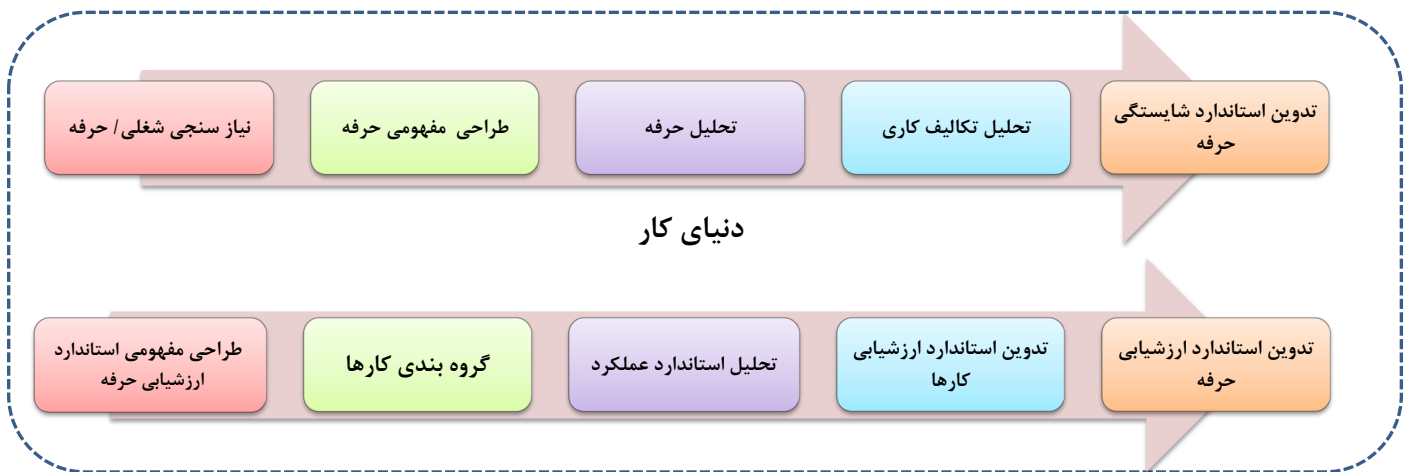 نیاز سنجی شغلی/ حرفه
طراحی مفهومی حرفه
تحلیل حرفه
تحلیل تکالیف کاری
تدوین استاندارد شایستگی
حرفه
دنیای کار
طراحی مفهومی استاندارد
ارزشیابی حرفه
گروه بندی کارها
تحلیل استاندارد عملکرد
تدوین استاندارد ارزشیابی
کارها
تدوین استاندارد ارزشیابی
حرفه